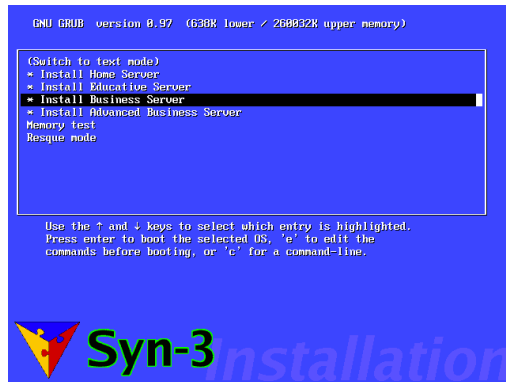 GNU GRUB version 0.97 (638K lower / 260032K upper memory)
(Switch to text mode)
* Install Home Server
* Install Educative Server
* Install Business Server
* Install Advanced Business Server
Memory test
Resque mode
Use the ↑ and ↓ keys to select which entry is highlighted.
Press enter to boot the selected OS, 'e' to edit the
commands before booting, or 'c' for a command-line.
Syn-3
Installation